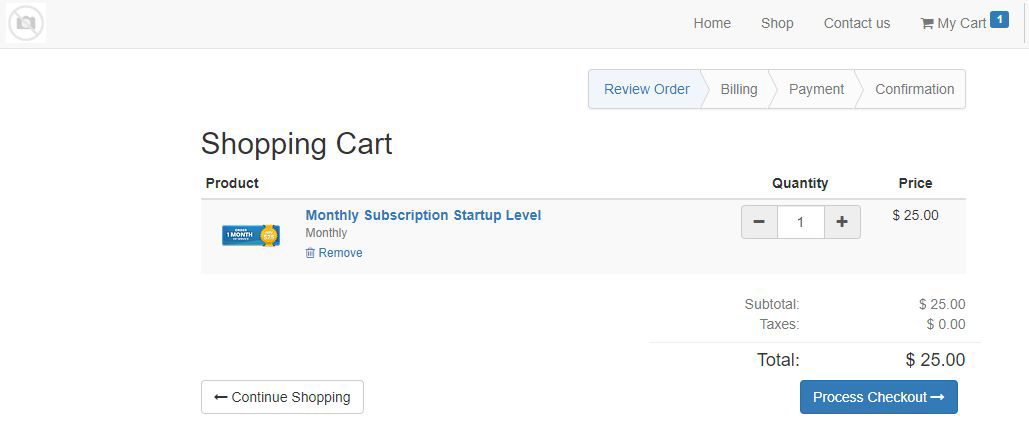 Home Shop Contact us My Cart 1
Review Order Billing Payment Confirmation
Shopping Cart
Product Quantity Price
Monthly Subscription Startup Level
Monthly
Remove
1 MONTH
1
$ 25.00
Subtotal: $ 25.00
Taxes: $ 0.00
Total: $ 25.00
Continue Shopping Process Checkout